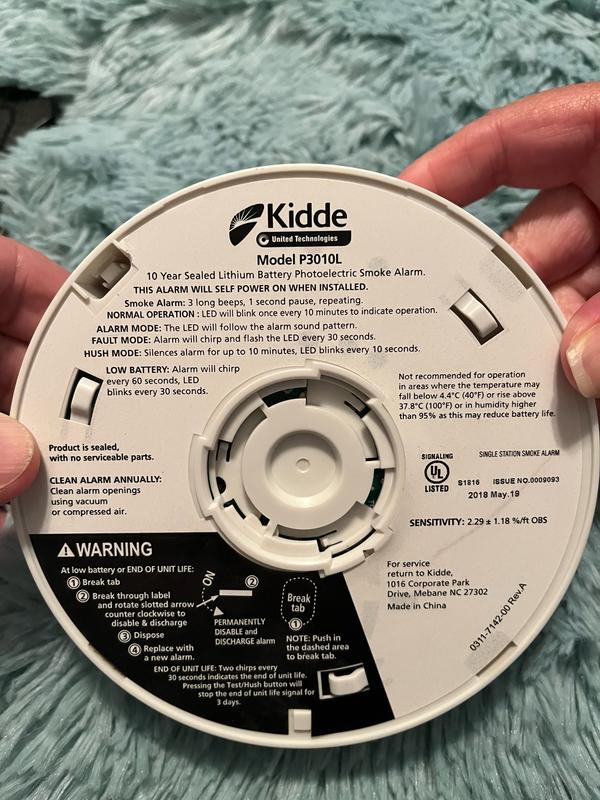 Kidde
United Technologies
Model P3010L
10 Year Sealed Lithium Battery Photoelectric Smoke Alarm.
THIS ALARM WILL SELF POWER ON WHEN INSTALLED.
Smoke Alarm: 3 long beeps, 1 second pause, repeating.
NORMAL OPERATION: LED will blink once every 10 minutes to indicate operation.
ALARM MODE: The LED will follow the alarm sound pattern.
FAULT MODE: Alarm will chirp and flash the LED every 30 seconds.
HUSH MODE: Silences alarm for up to 10 minutes, LED blinks every 10 seconds.
LOW BATTERY: Alarm will chirp
every 60 seconds, LED
blinks every 30 seconds.
Not recommended for operation
in areas where the temperature may
fall below 4.4°C (40°F) or rise above
37.8°C (100°F) or in humidity higher
than 95% as this may reduce battery life.
Product is sealed,
with no serviceable parts.
CLEAN ALARM ANNUALLY:
Clean alarm openings
using vacuum
or compressed air.
SIGNALING
UL
LISTED
SINGLE STATION SMOKE ALARM
S1816 ISSUE NO.0009093
2018 May.19
SENSITIVITY: 2.29 ± 1.18 %/ft OBS
For service
return to Kidde,
1016 Corporate Park
Drive, Mebane NC 27302
Made in China
0311-7142-00 Rev.A
WARNING
At low battery or END OF UNIT LIFE:
1 Break tab
2 Break through label
and rotate slotted arrow
counter clockwise to
disable & discharge
3 Dispose
4 Replace with
a new alarm.
ON
2
PERMANENTLY
DISABLE and
DISCHARGE alarm
Break
tab
1
NOTE: Push in
the dashed area
to break tab.
END OF UNIT LIFE: Two chirps every
30 seconds indicates the end of unit life.
Pressing the Test/Hush button will
stop the end of unit life signal for
3 days.